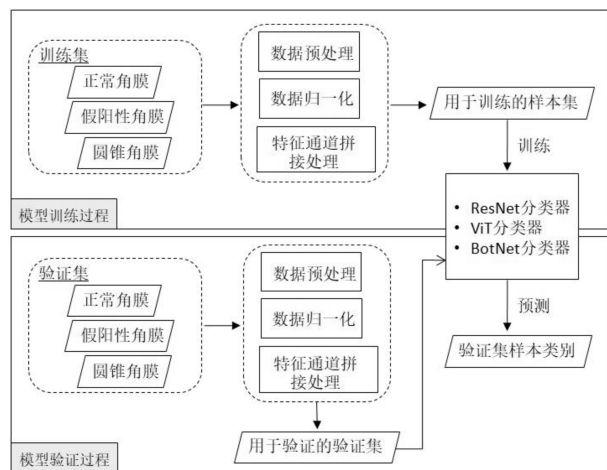 训练集
正常角膜
假阳性角膜
圆锥角膜
数据预处理
数据归一化
特征通道拼
接处理
用于训练的样本集
训练
模型训练过程
• ResNet分类器
• ViT分类器
• BotNet分类器
验证集
正常角膜
假阳性角膜
圆锥角膜
数据预处理
数据归一化
特征通道拼
接处理
预测
验证集样本类别
用于验证的验证集
模型验证过程